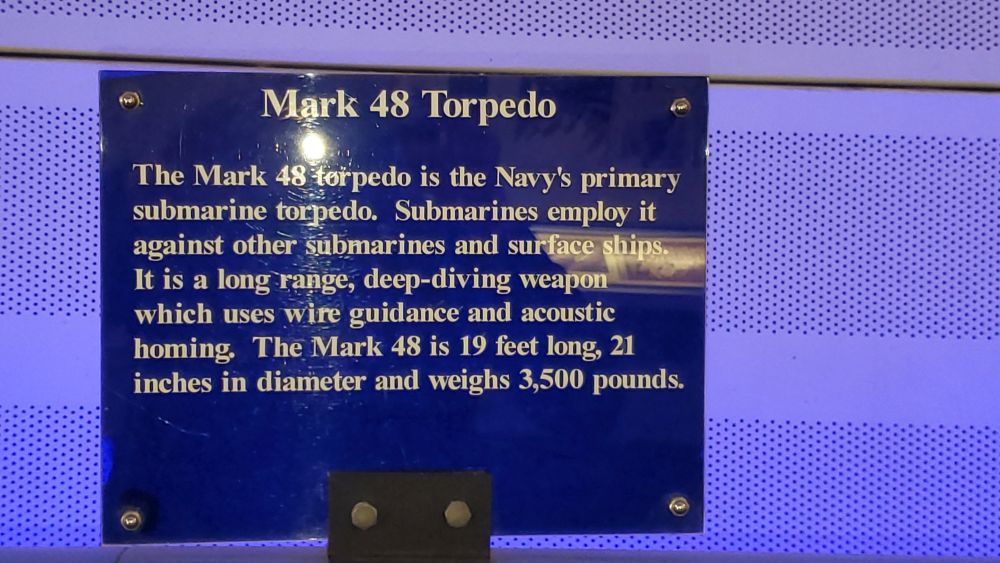 Mark 48 Torpedo
The Mark 48 torpedo is the Navy's primary
submarine torpedo. Submarines employ it
against other submarines and surface ships.
It is a long range, deep-diving weapon
which uses wire guidance and acoustic
homing. The Mark 48 is 19 feet long, 21
inches in diameter and weighs 3,500 pounds.